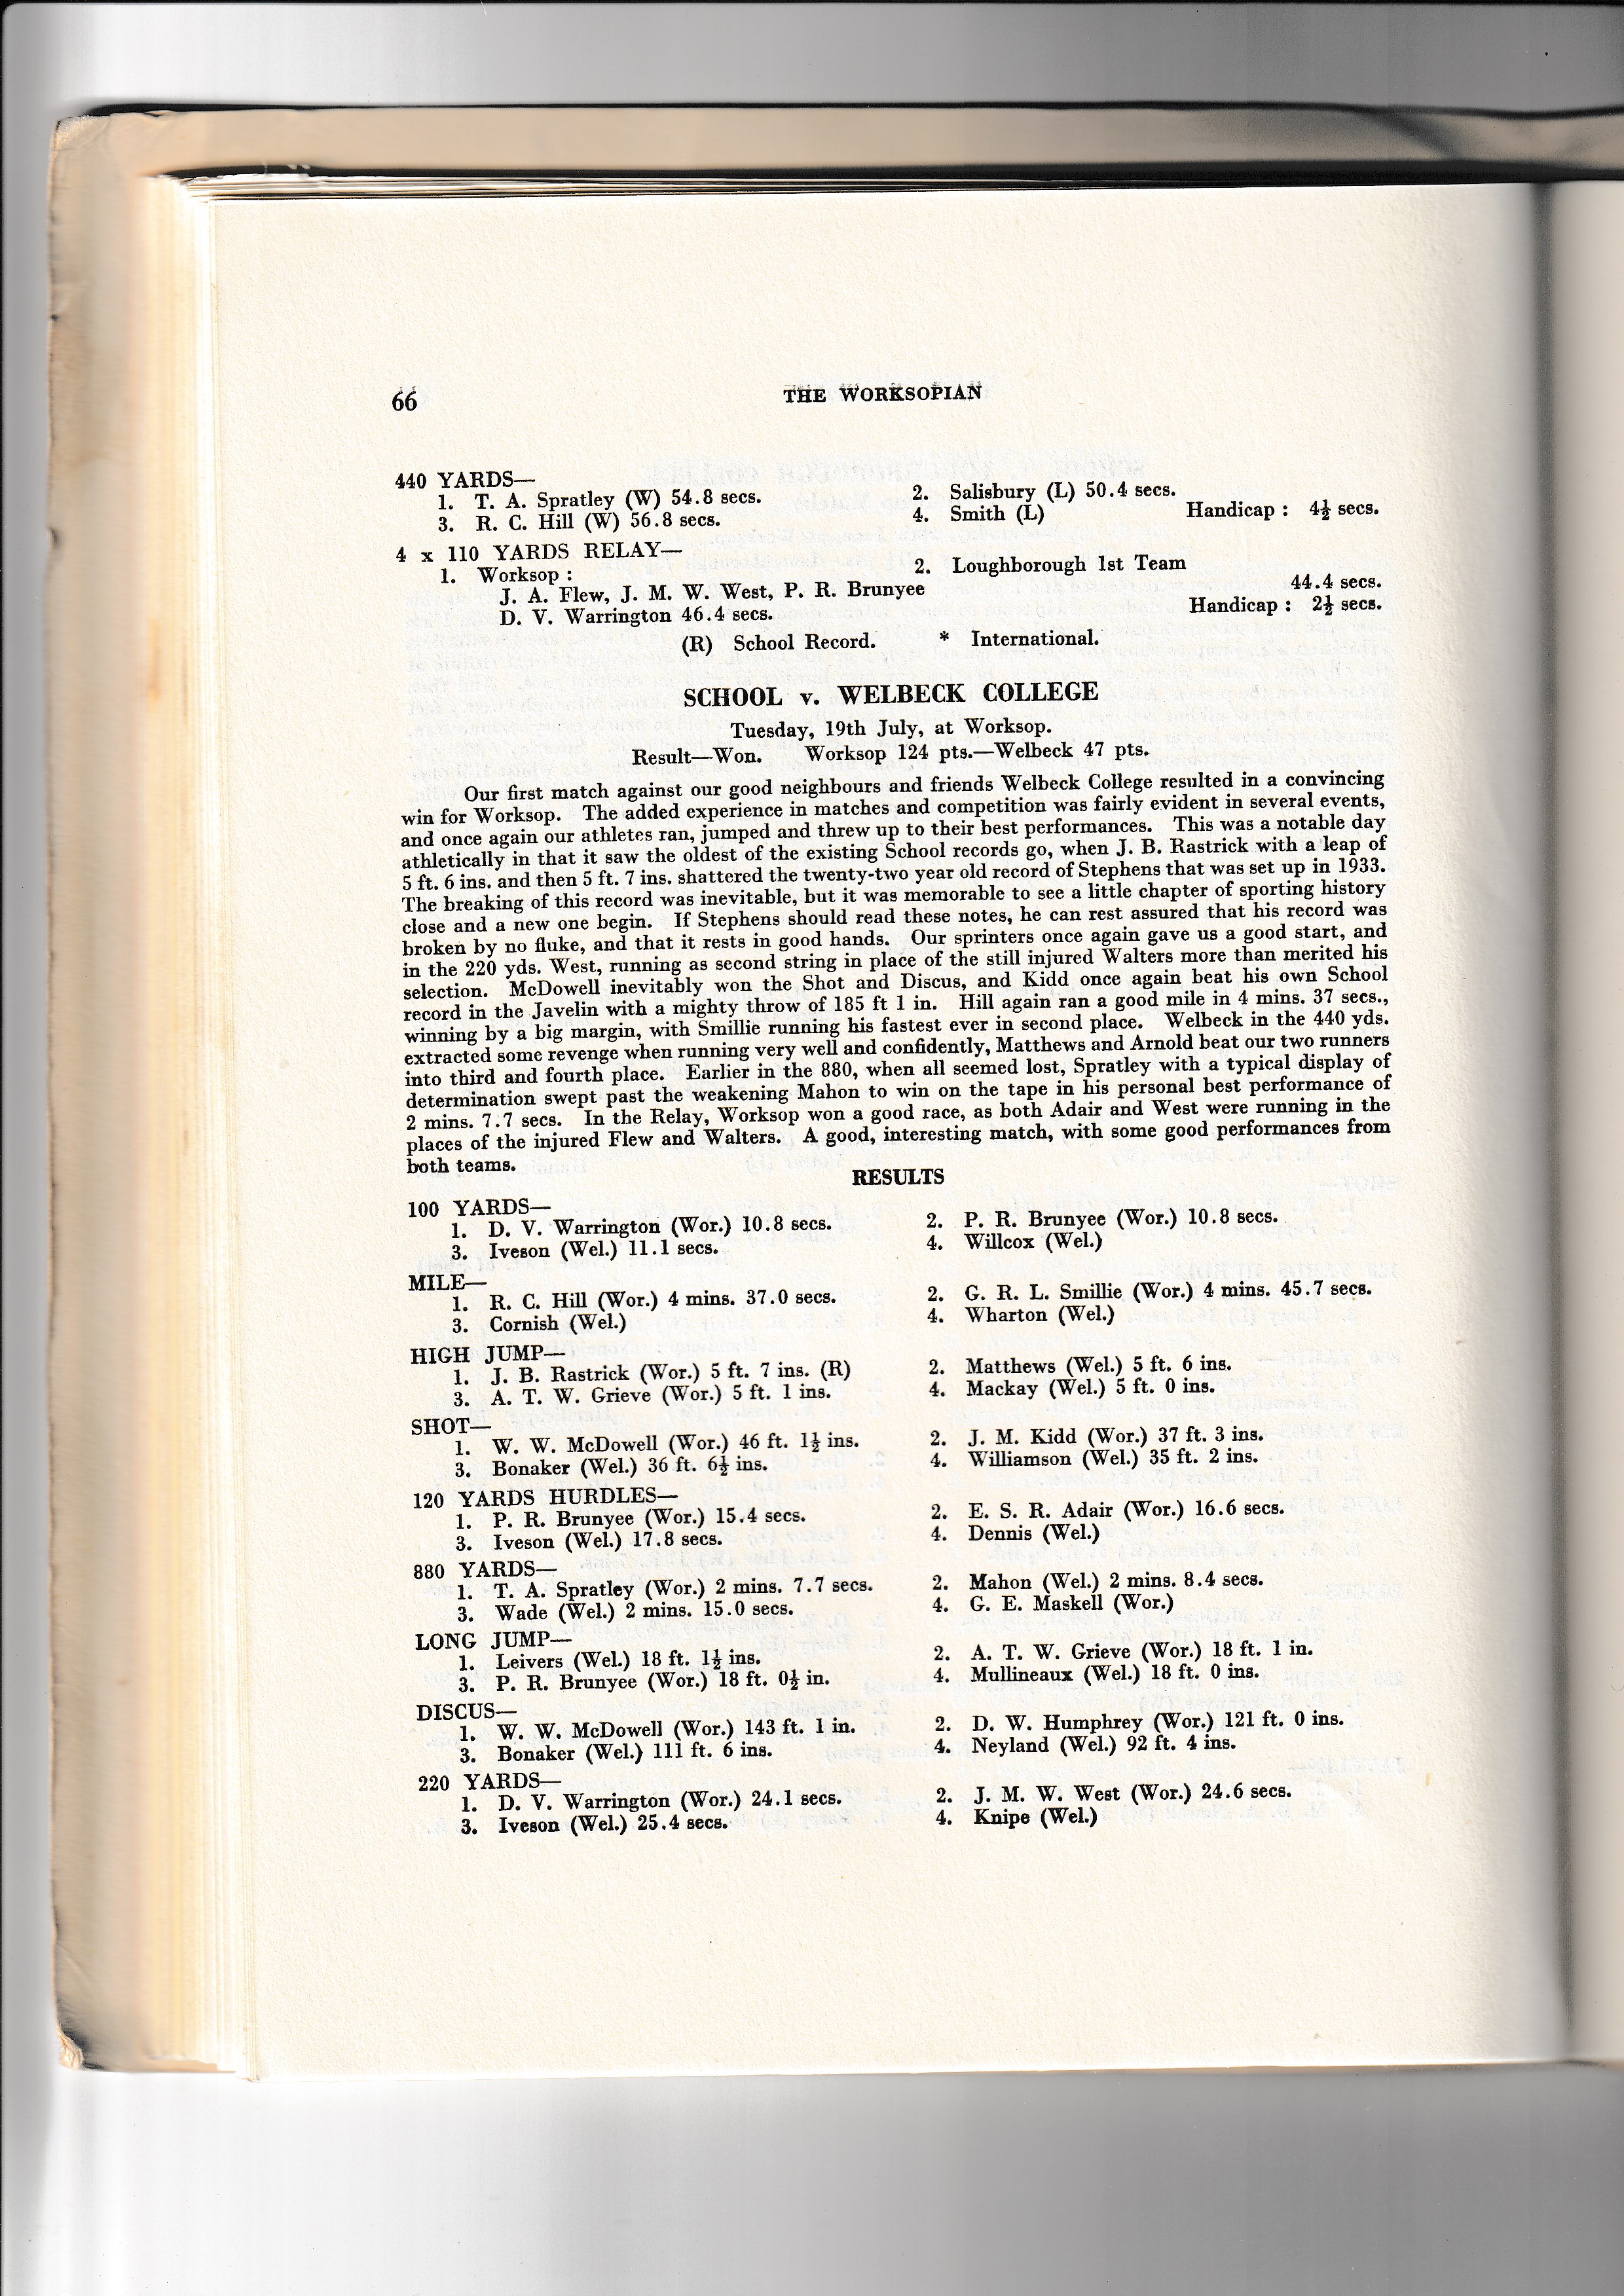 66
THE WORKSOPIAN
440 YARDS—
1. T. A. Spratley (W) 54.8 secs.
2. Salisbury (L) 50.4 secs.
3. R. C. Hill (W) 56.8 secs.
4. Smith (L)
Handicap : 4½ secs.
4 x 110 YARDS RELAY—
1. Worksop :
2. Loughborough 1st Team
J. A. Flew, J. M. W. West, P. R. Brunyee
44.4 secs.
D. V. Warrington 46.4 secs.
Handicap : 2½ secs.
(R) School Record. * International.
SCHOOL v. WELBECK COLLEGE
Tuesday, 19th July, at Worksop.
Result—Won. Worksop 124 pts.—Welbeck 47 pts.
Our first match against our good neighbours and friends Welbeck College resulted in a convincing
win for Worksop. The added experience in matches and competition was fairly evident in several events,
and once again our athletes ran, jumped and threw up to their best performances. This was a notable day
athletically in that it saw the oldest of the existing School records go, when J. B. Rastrick with a leap of
5 ft. 6 ins. and then 5 ft. 7 ins. shattered the twenty-two year old record of Stephens that was set up in 1933.
The breaking of this record was inevitable, but it was memorable to see a little chapter of sporting history
close and a new one begin. If Stephens should read these notes, he can rest assured that his record was
broken by no fluke, and that it rests in good hands. Our sprinters once again gave us a good start, and
in the 220 yds. West, running as second string in place of the still injured Walters more than merited his
selection. McDowell inevitably won the Shot and Discus, and Kidd once again beat his own School
record in the Javelin with a mighty throw of 185 ft 1 in. Hill again ran a good mile in 4 mins. 37 secs.,
winning by a big margin, with Smillie running his fastest ever in second place. Welbeck in the 440 yds.
extracted some revenge when running very well and confidently, Matthews and Arnold beat our two runners
into third and fourth place. Earlier in the 880, when all seemed lost, Spratley with a typical display of
determination swept past the weakening Mahon to win on the tape in his personal best performance of
2 mins. 7.7 secs. In the Relay, Worksop won a good race, as both Adair and West were running in the
places of the injured Flew and Walters. A good, interesting match, with some good performances from
both teams.
RESULTS
100 YARDS—
1. D. V. Warrington (Wor.) 10.8 secs.
2. P. R. Brunyee (Wor.) 10.8 secs.
3. Iveson (Wel.) 11.1 secs.
4. Willcox (Wel.)
MILE—
1. R. C. Hill (Wor.) 4 mins. 37.0 secs.
2. G. R. L. Smillie (Wor.) 4 mins. 45.7 secs.
3. Cornish (Wel.)
4. Wharton (Wel.)
HIGH JUMP—
1. J. B. Rastrick (Wor.) 5 ft. 7 ins. (R)
2. Matthews (Wel.) 5 ft. 6 ins.
3. A. T. W. Grieve (Wor.) 5 ft. 1 ins.
4. Mackay (Wel.) 5 ft. 0 ins.
SHOT—
1. W. W. McDowell (Wor.) 46 ft. 1½ ins.
2. J. M. Kidd (Wor.) 37 ft. 3 ins.
3. Bonaker (Wel.) 36 ft. 6½ ins.
4. Williamson (Wel.) 35 ft. 2 ins.
120 YARDS HURDLES—
1. P. R. Brunyee (Wor.) 15.4 secs.
2. E. S. R. Adair (Wor.) 16.6 secs.
3. Iveson (Wel.) 17.8 secs.
4. Dennis (Wel.)
880 YARDS—
1. T. A. Spratley (Wor.) 2 mins. 7.7 secs.
2. Mahon (Wel.) 2 mins. 8.4 secs.
3. Wade (Wel.) 2 mins. 15.0 secs.
4. G. E. Maskell (Wor.)
LONG JUMP—
1. Leivers (Wel.) 18 ft. 1½ ins.
2. A. T. W. Grieve (Wor.) 18 ft. 1 in.
3. P. R. Brunyee (Wor.) 18 ft. 0½ in.
4. Mullineaux (Wel.) 18 ft. 0 ins.
DISCUS—
1. W. W. McDowell (Wor.) 143 ft. 1 in.
2. D. W. Humphrey (Wor.) 121 ft. 0 ins.
3. Bonaker (Wel.) 111 ft. 6 ins.
4. Neyland (Wel.) 92 ft. 4 ins.
220 YARDS—
1. D. V. Warrington (Wor.) 24.1 secs.
2. J. M. W. West (Wor.) 24.6 secs.
3. Iveson (Wel.) 25.4 secs.
4. Knipe (Wel.)